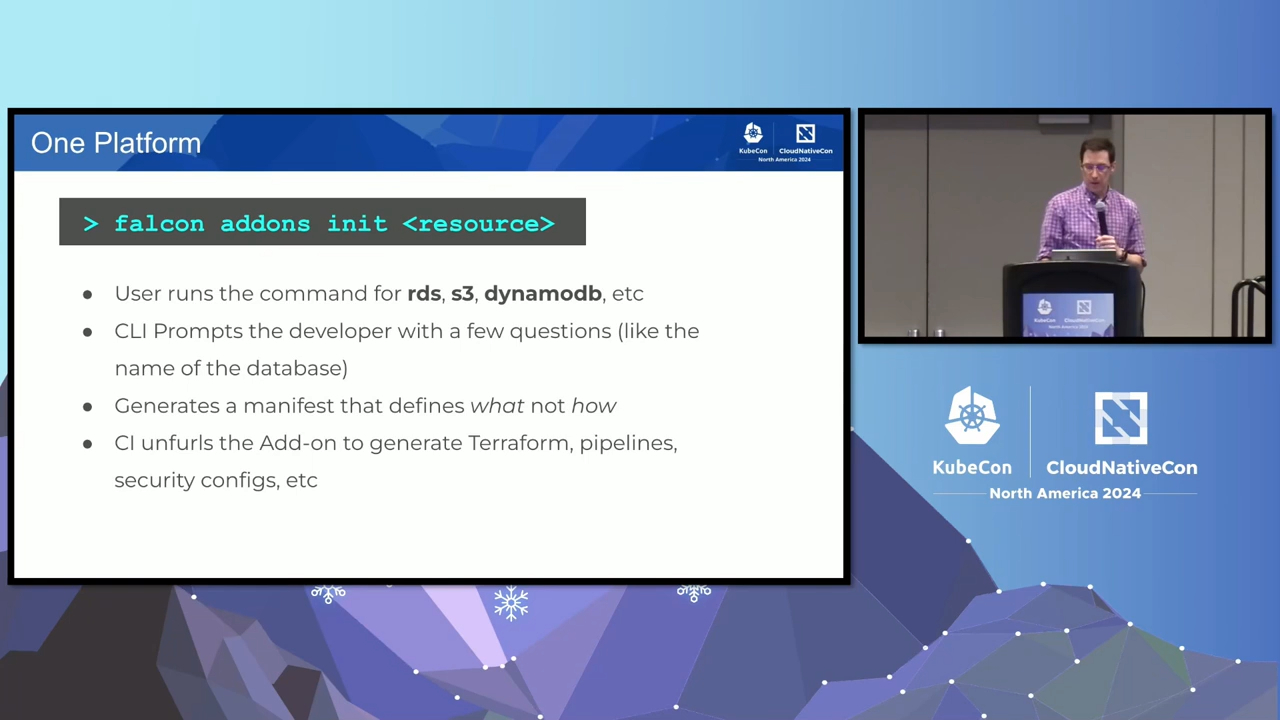 One Platform
KubeCon
CloudNativeCon
North America 2024
> falcon addons init <resource>
● User runs the command for rds, s3, dynamodb, etc
● CLI Prompts the developer with a few questions (like the
name of the database)
● Generates a manifest that defines what not how
● CI unfurls the Add-on to generate Terraform, pipelines,
security configs, etc
KubeCon
CloudNativeCon
North America 2024